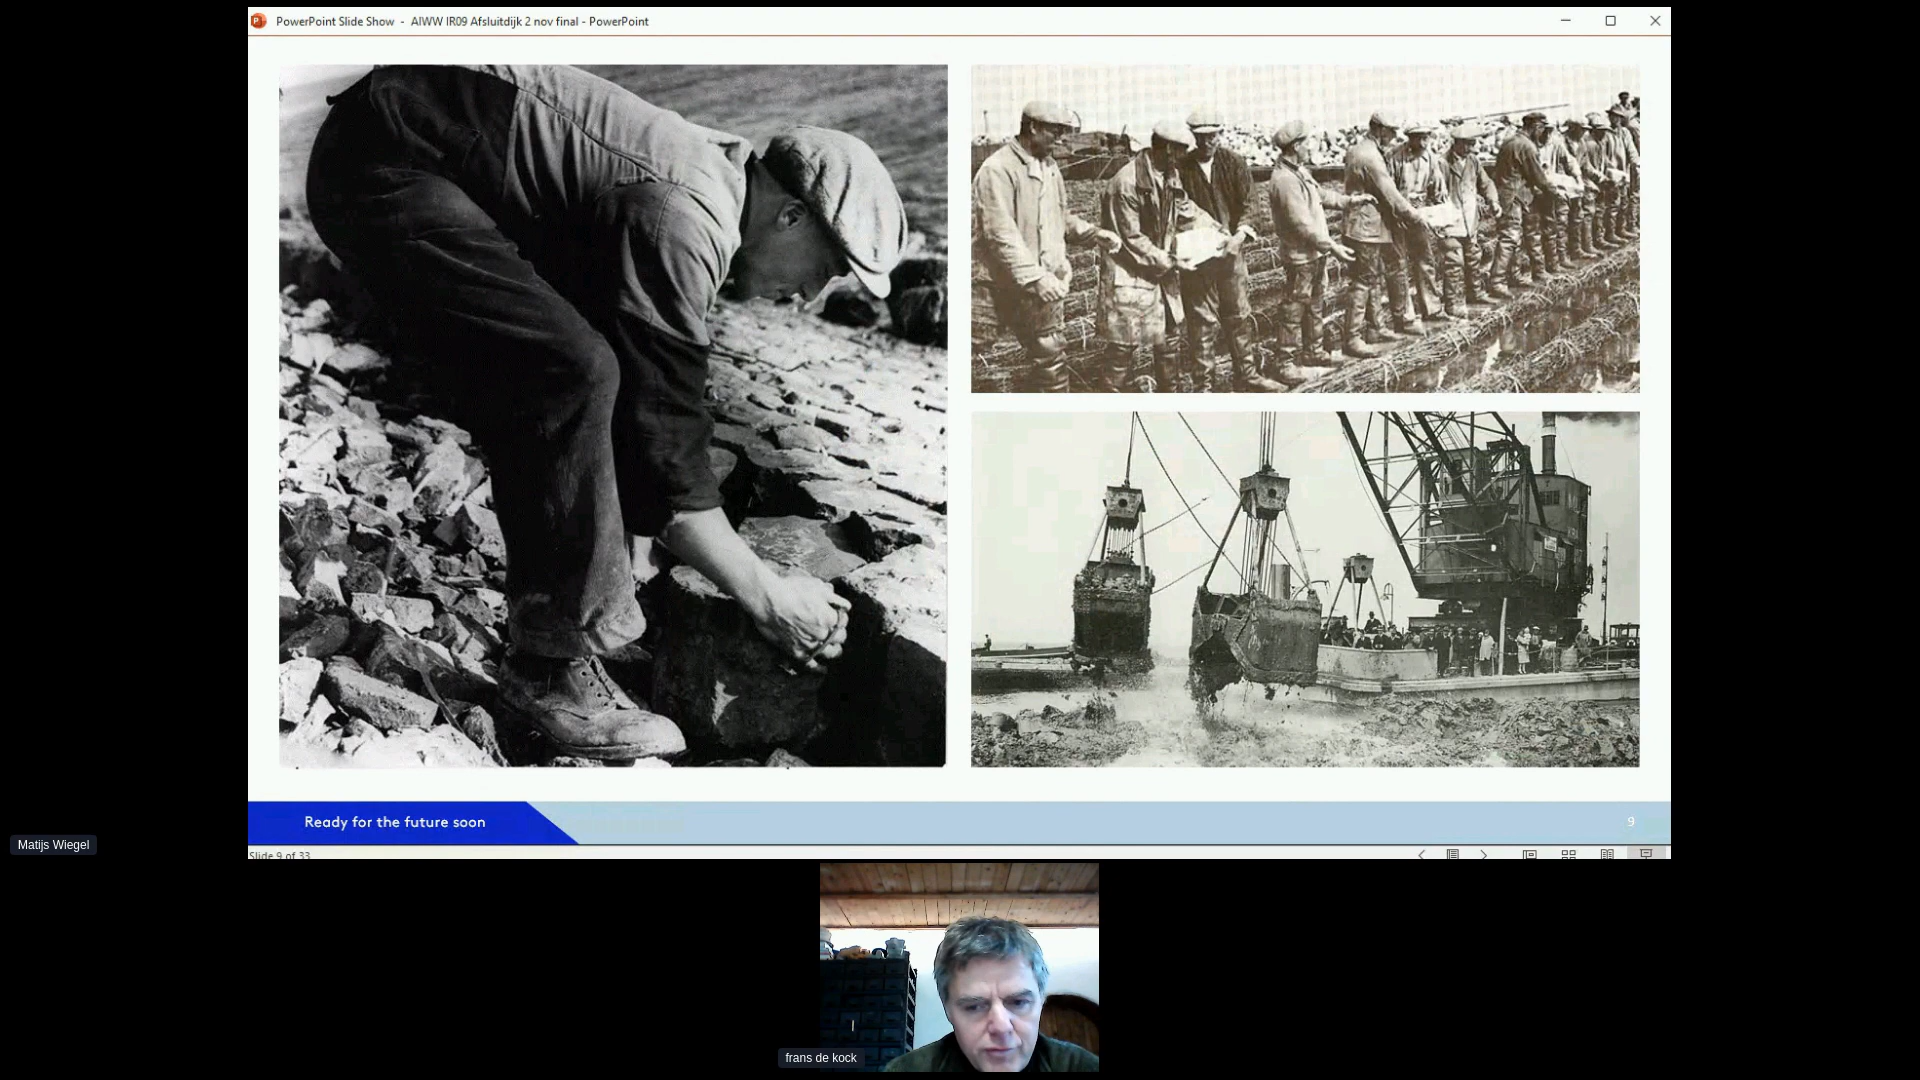 PowerPoint Slide Show - AIWW IR09 Afsluitdijk 2 nov final - PowerPoint
Ready for the future soon
9
Matijs Wiegel
Slide 9 of 33
frans de kock